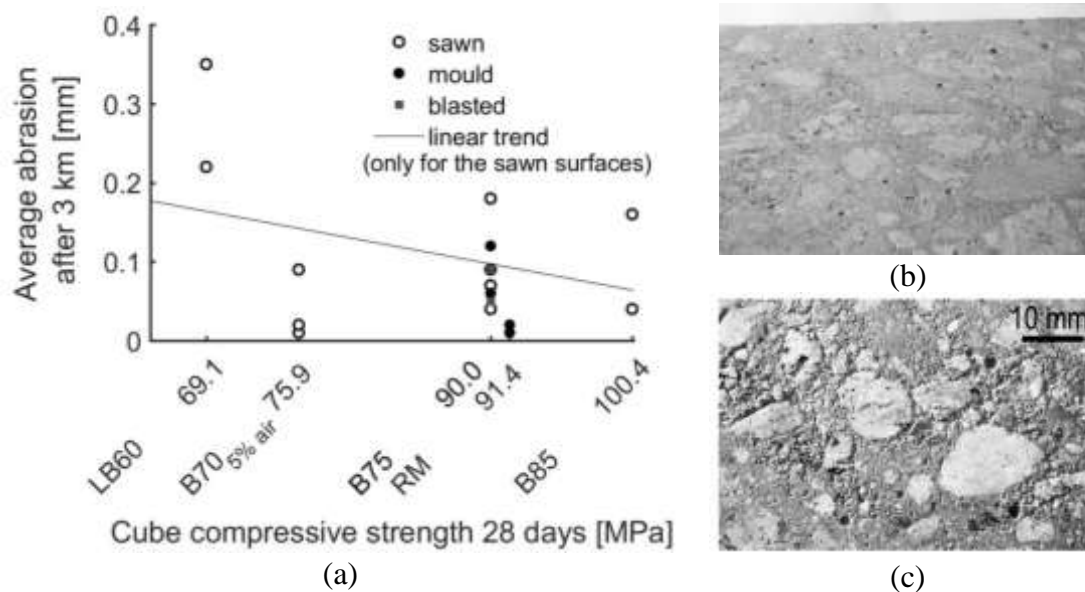 0.4
0.3
0.2
0.1
0
Average abrasion
after 3 km [mm]
sawn
mould
blasted
linear trend
(only for the sawn surfaces)
69.1
75.9
90.0
91.4
100.4
LB60
B70 5% air
B75
RM
B85
Cube compressive strength 28 days [MPa]
(a)
(b)
10 mm
(c)